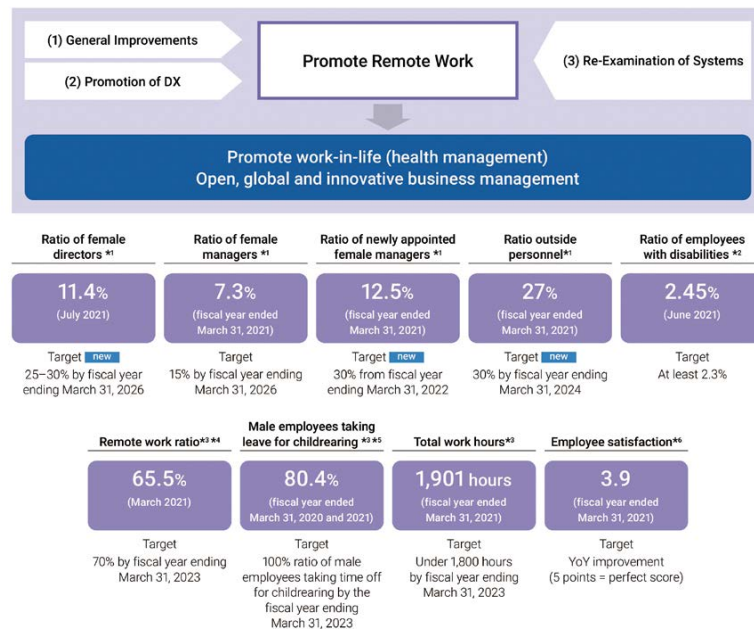 (1) General Improvements
(2) Promotion of DX
Promote Remote Work
(3) Re-Examination of Systems
Promote work-in-life (health management)
Open, global and innovative business management
Ratio of female
directors *1
11.4%
(July 2021)
Target new
25–30% by fiscal year
ending March 31, 2026
Ratio of female
managers *1
7.3%
(fiscal year ended
March 31, 2021)
Target
15% by fiscal year ending
March 31, 2026
Ratio of newly appointed
female managers *1
12.5%
(fiscal year ended
March 31, 2021)
Target new
30% from fiscal year
ending March 31, 2022
Ratio outside
personnel*1
27%
(fiscal year ended
March 31, 2021)
Target new
30% by fiscal year ending
March 31, 2024
Ratio of employees
with disabilities *2
2.45%
(June 2021)
Target
At least 2.3%
Remote work ratio*3 *4
65.5%
(March 2021)
Target
70% by fiscal year ending
March 31, 2023
Male employees taking
leave for childrearing *3 *5
80.4%
(fiscal year ended
March 31, 2020 and 2021)
Target
100% ratio of male
employees taking time off
for childrearing by the
fiscal year ending
March 31, 2023
Total work hours*3
1,901 hours
(fiscal year ended
March 31, 2021)
Target
Under 1,800 hours
by fiscal year ending
March 31, 2023
Employee satisfaction*6
3.9
(fiscal year ended
March 31, 2021)
Target
YoY improvement
(5 points = perfect score)